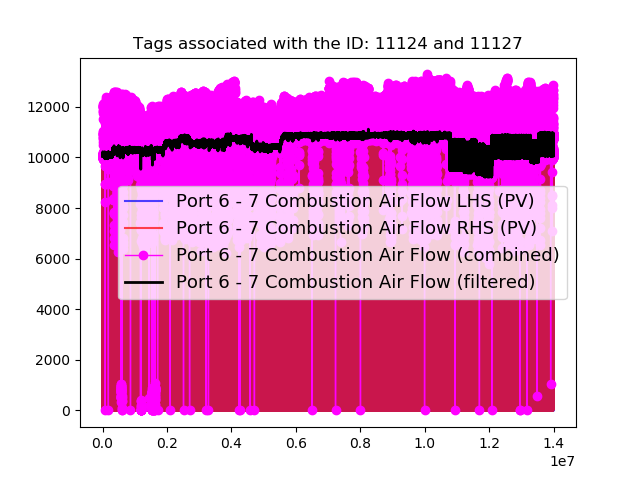 Tags associated with the ID: 11124 and 11127
12000
10000
8000
6000
4000
2000
0
Port 6 - 7 Combustion Air Flow LHS (PV)
Port 6 - 7 Combustion Air Flow RHS (PV)
Port 6 - 7 Combustion Air Flow (combined)
Port 6 - 7 Combustion Air Flow (filtered)
0.0 0.2 0.4 0.6 0.8 1.0 1.2 1.4
1e7